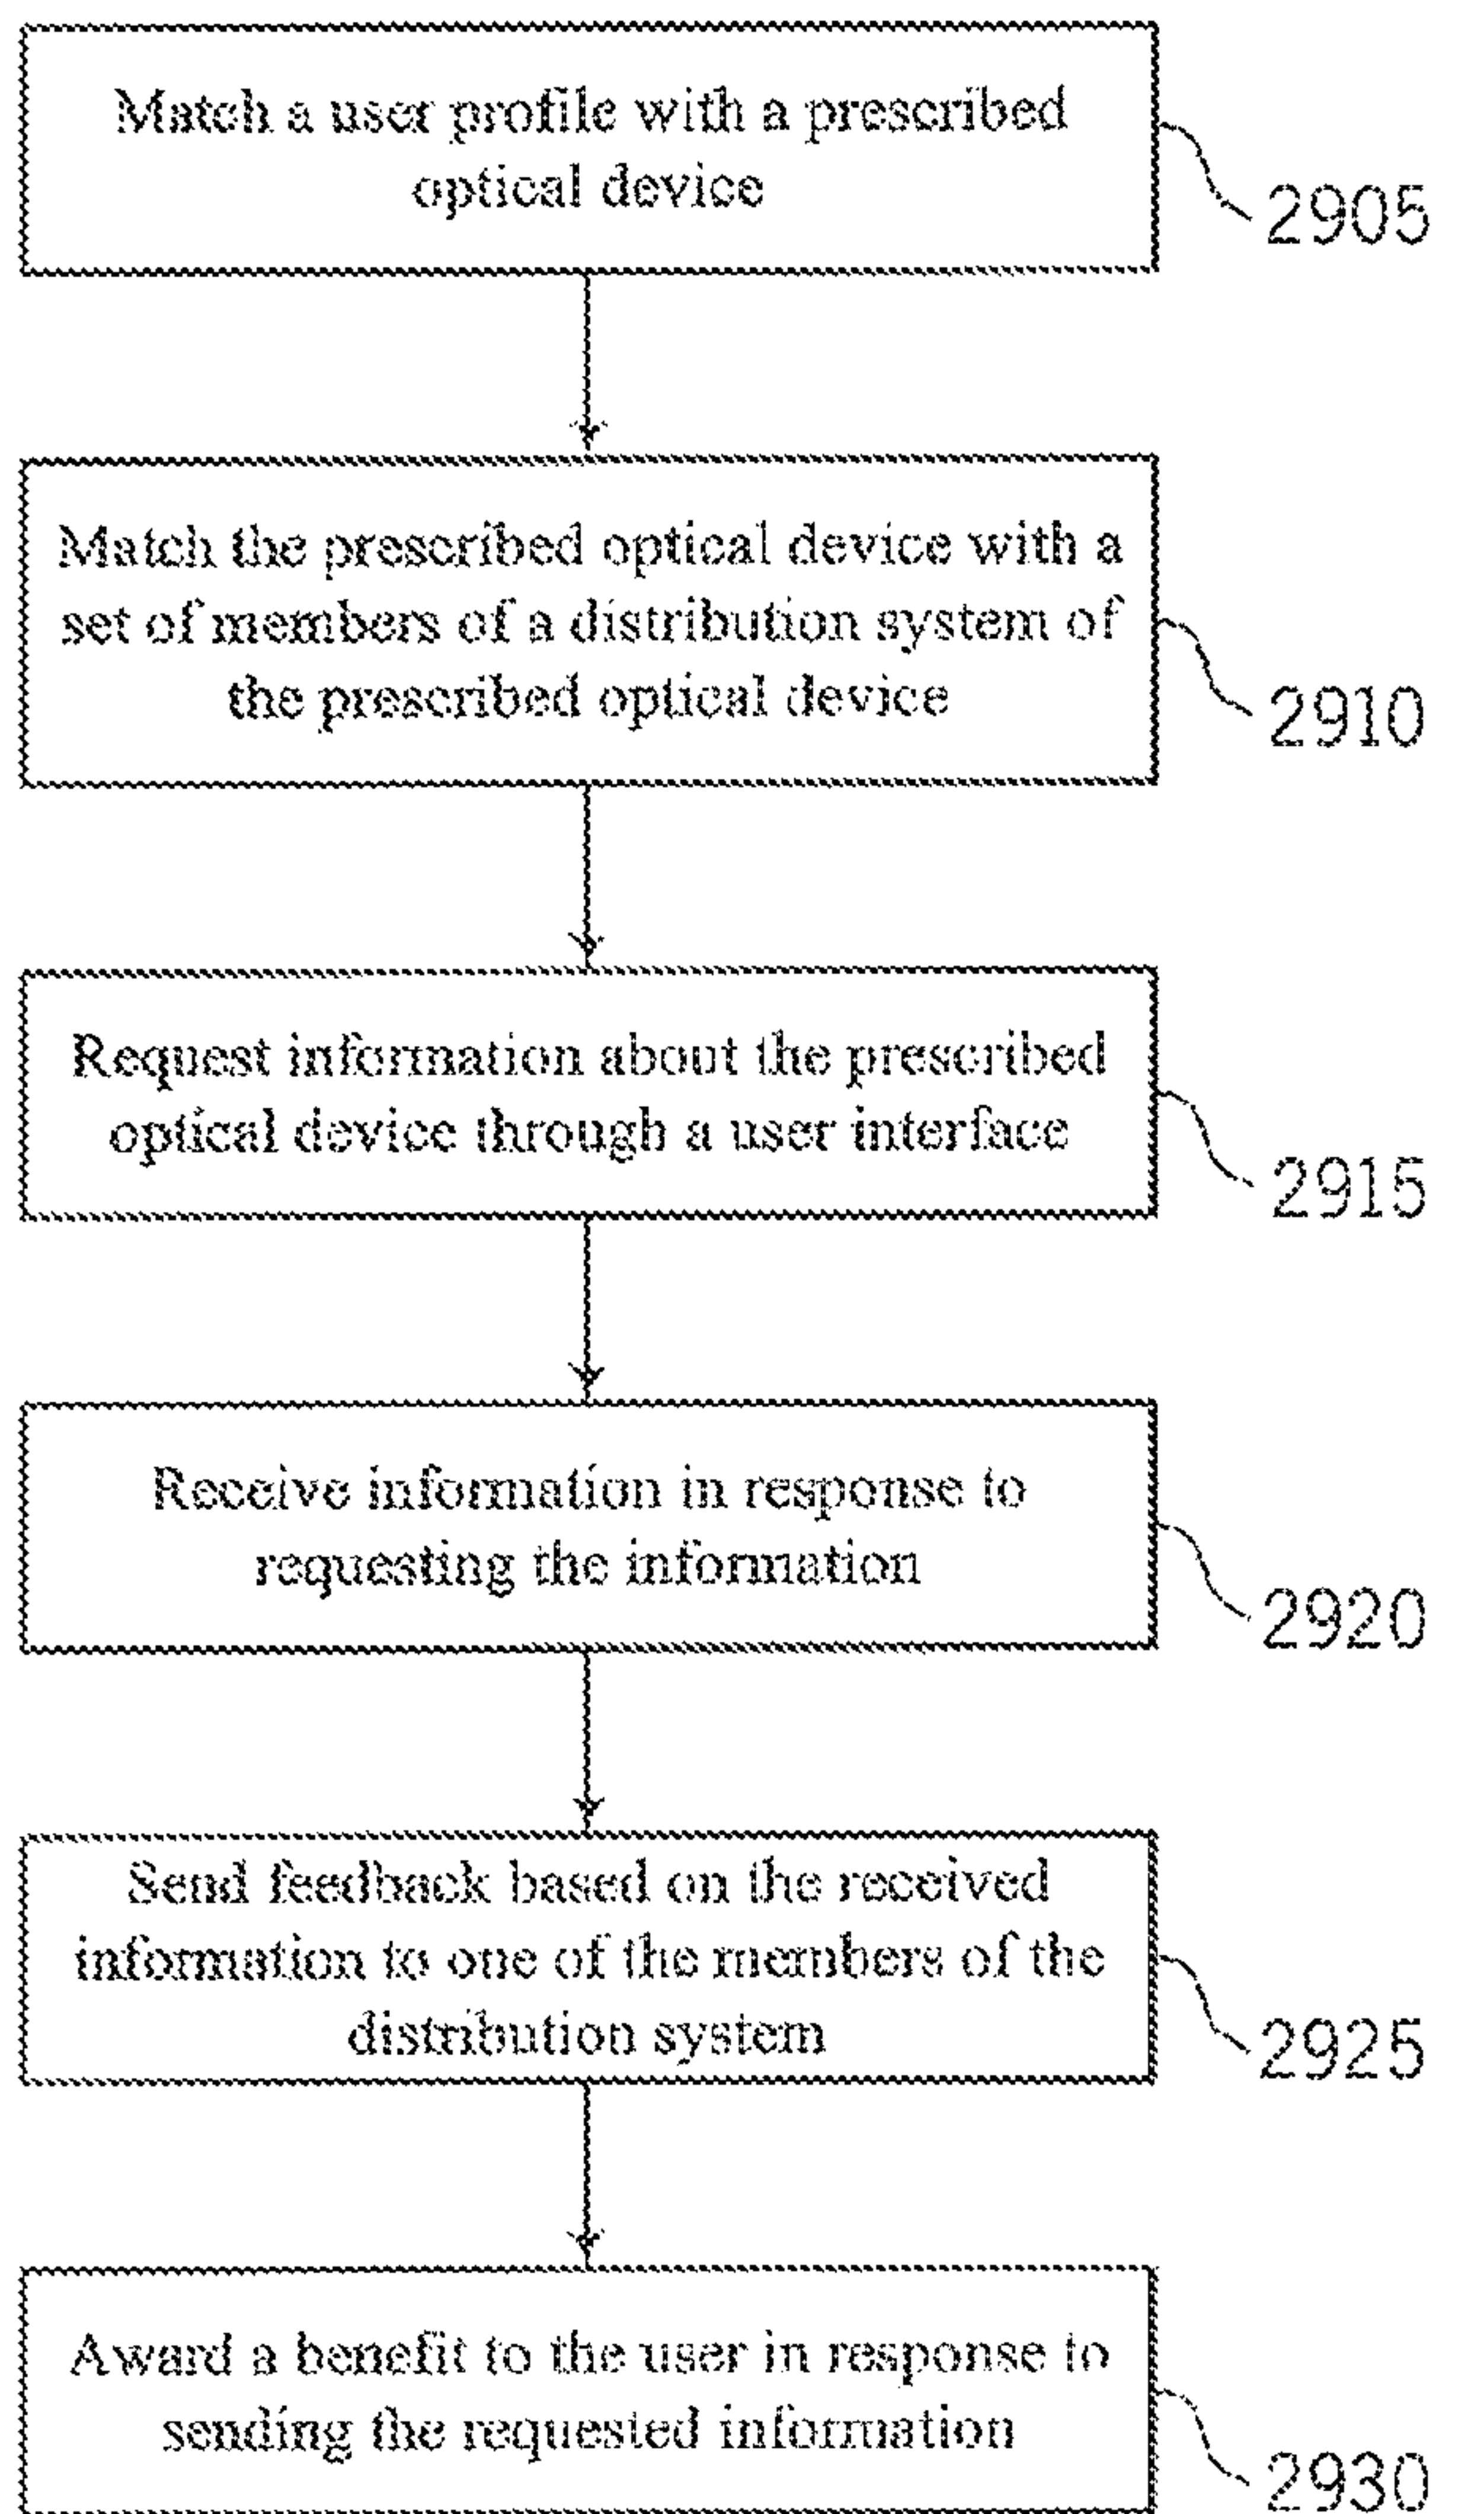 Match a user profile with a prescribed
optical device
2905
Match the prescribed optical device with a
set of members of a distribution system of
the prescribed optical device
2910
Request information about the prescribed
optical device through a user interface
2915
Receive information in response to
requesting the information
2920
Send feedback based on the received
information to one of the members of the
distribution system
2925
Award a benefit to the user in response to
sending the requested information
2930